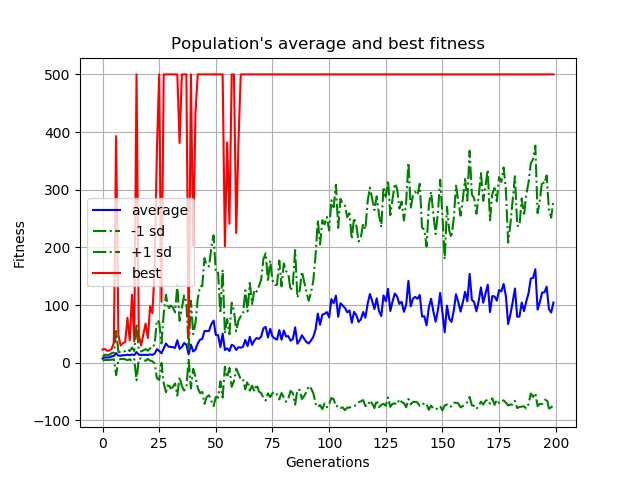 Population's average and best fitness
Fitness
500
400
300
200
100
0
−100
average
-1 sd
+1 sd
best
0 25 50 75 100 125 150 175 200
Generations